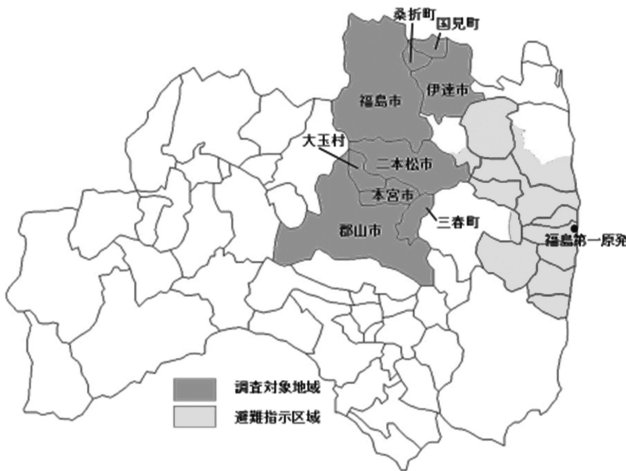 桑折町
国見町
福島市
伊達市
大玉村
二本松市
本宮市
三春町
郡山市
福島第一原発
調査対象地域
避難指示区域